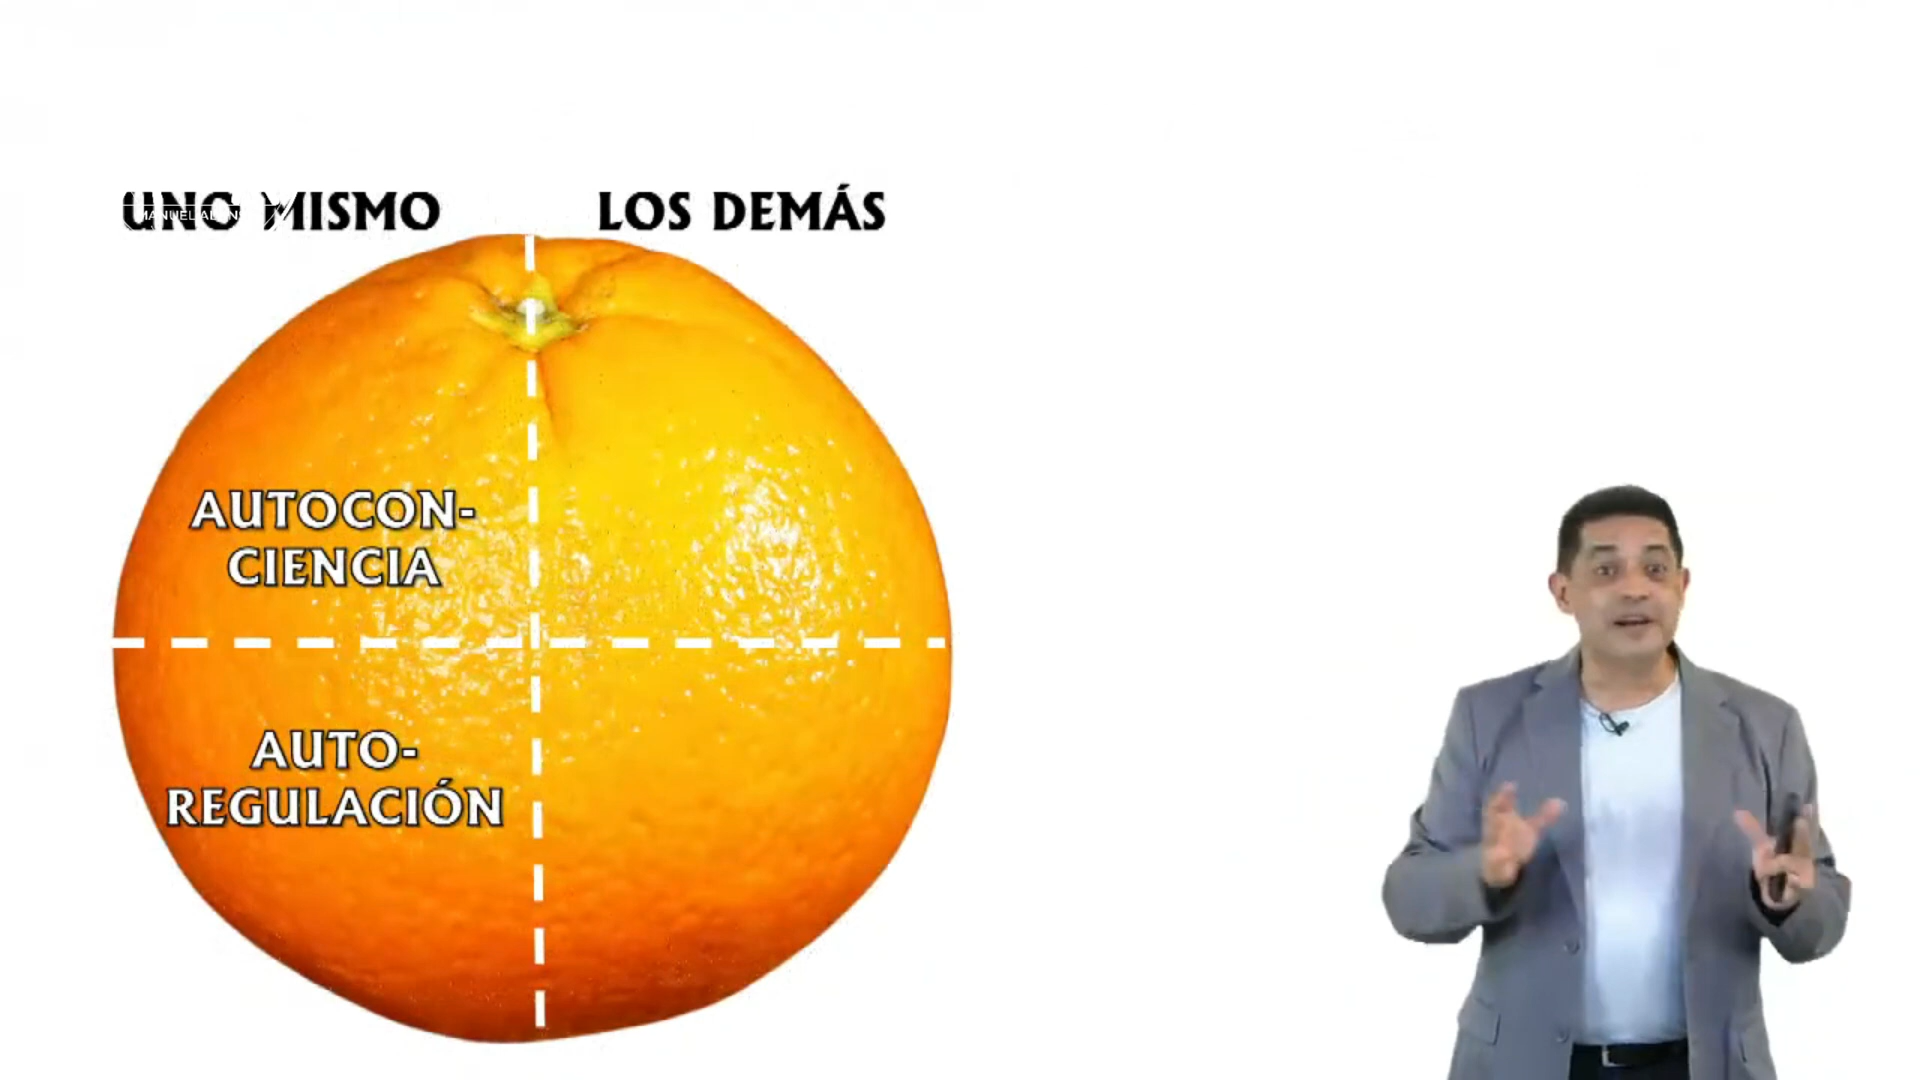 UNO MISMO
LOS DEMÁS
AUTOCON-
CIENCIA
AUTO-
REGULACIÓN